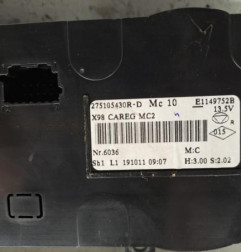 275105430R-D Mc 10 E1149752B
13.5V
X98 CAREG MC2
.015
Nr.6036 M:C
Sb1 L1 191011 09:07 H:3.00 S:2.02